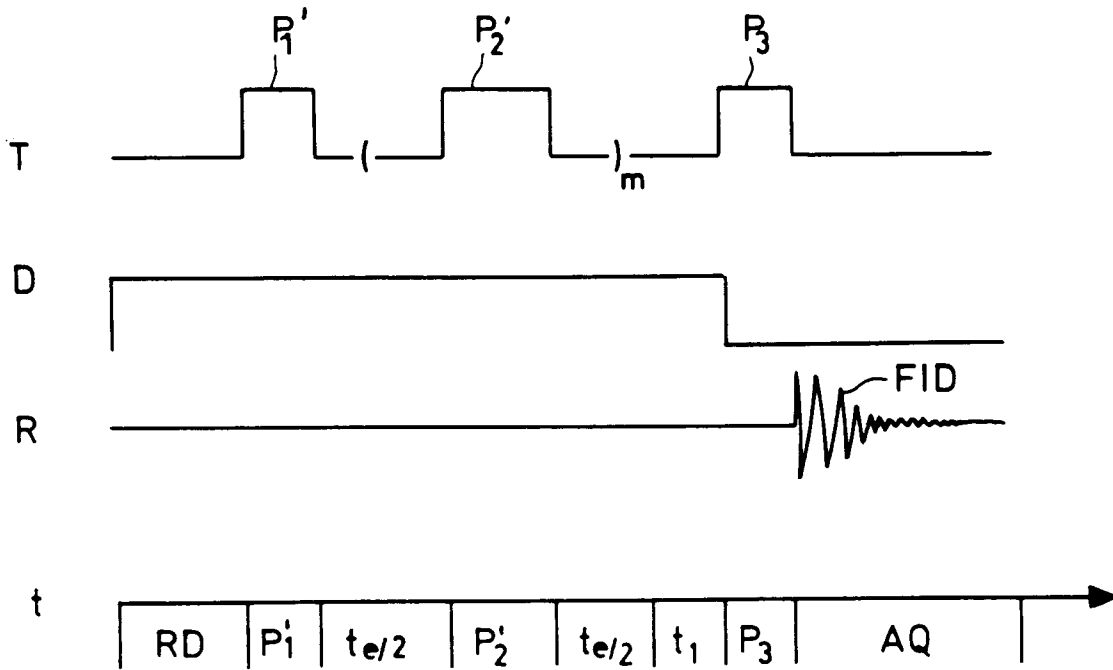 P₁' P₂' P₃
T ( )m
D
FID
R
t
RD P₁' te/2 P₂' te/2 t₁ P₃ AQ